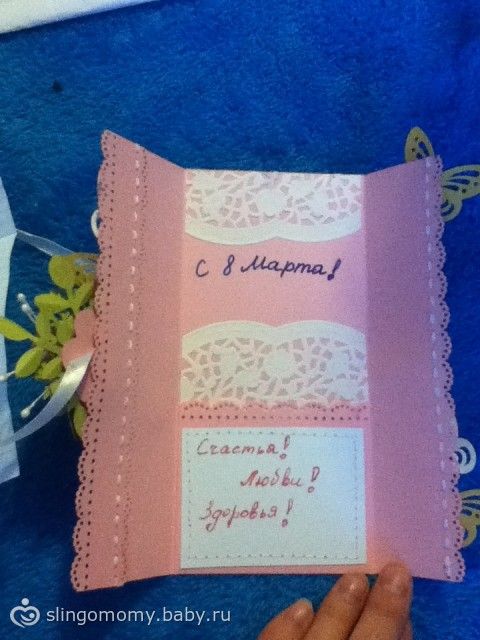 С 8 Марта!
Счастья!
Любви!
Здоровья!
slingomomy.baby.ru